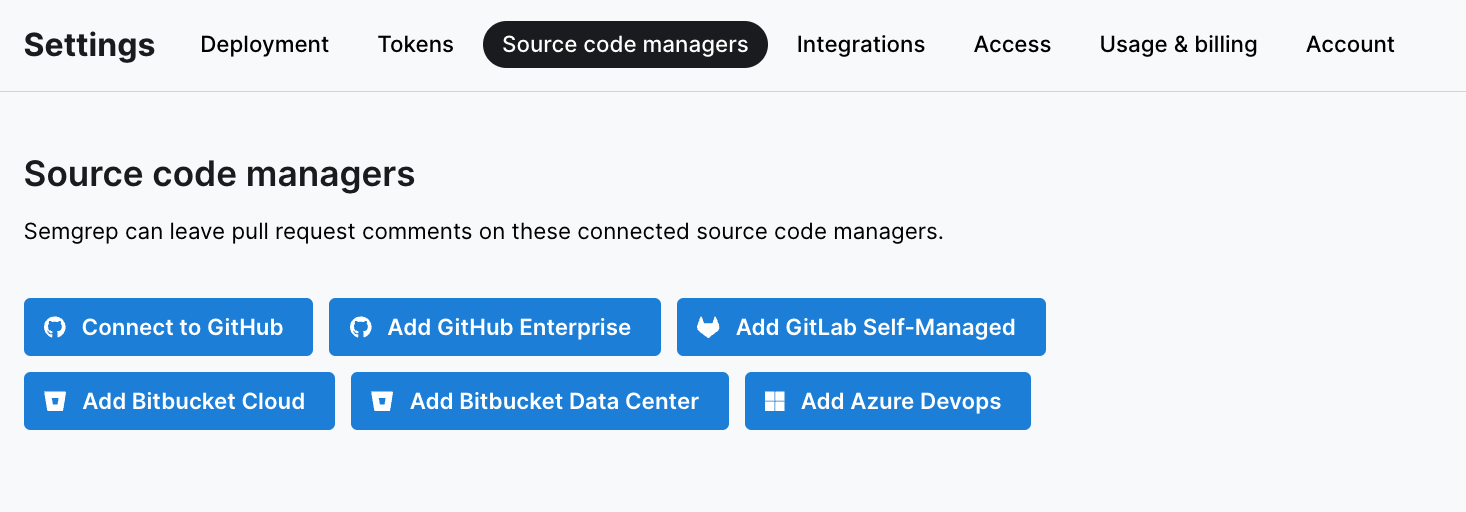 Settings Deployment Tokens Source code managers Integrations Access Usage & billing Account
Source code managers
Semgrep can leave pull request comments on these connected source code managers.
Connect to GitHub Add GitHub Enterprise Add GitLab Self-Managed
Add Bitbucket Cloud Add Bitbucket Data Center Add Azure Devops